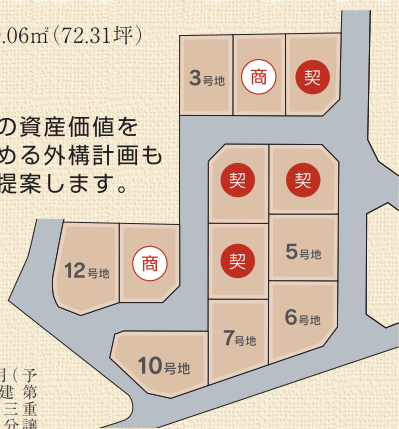 .06㎡(72.31坪)
3号地
商
契
の資産価値を
める外構計画も
提案します。
契
契
契
5号地
12号地
商
6号地
7号地
10号地
予第重譲
(建三分
月